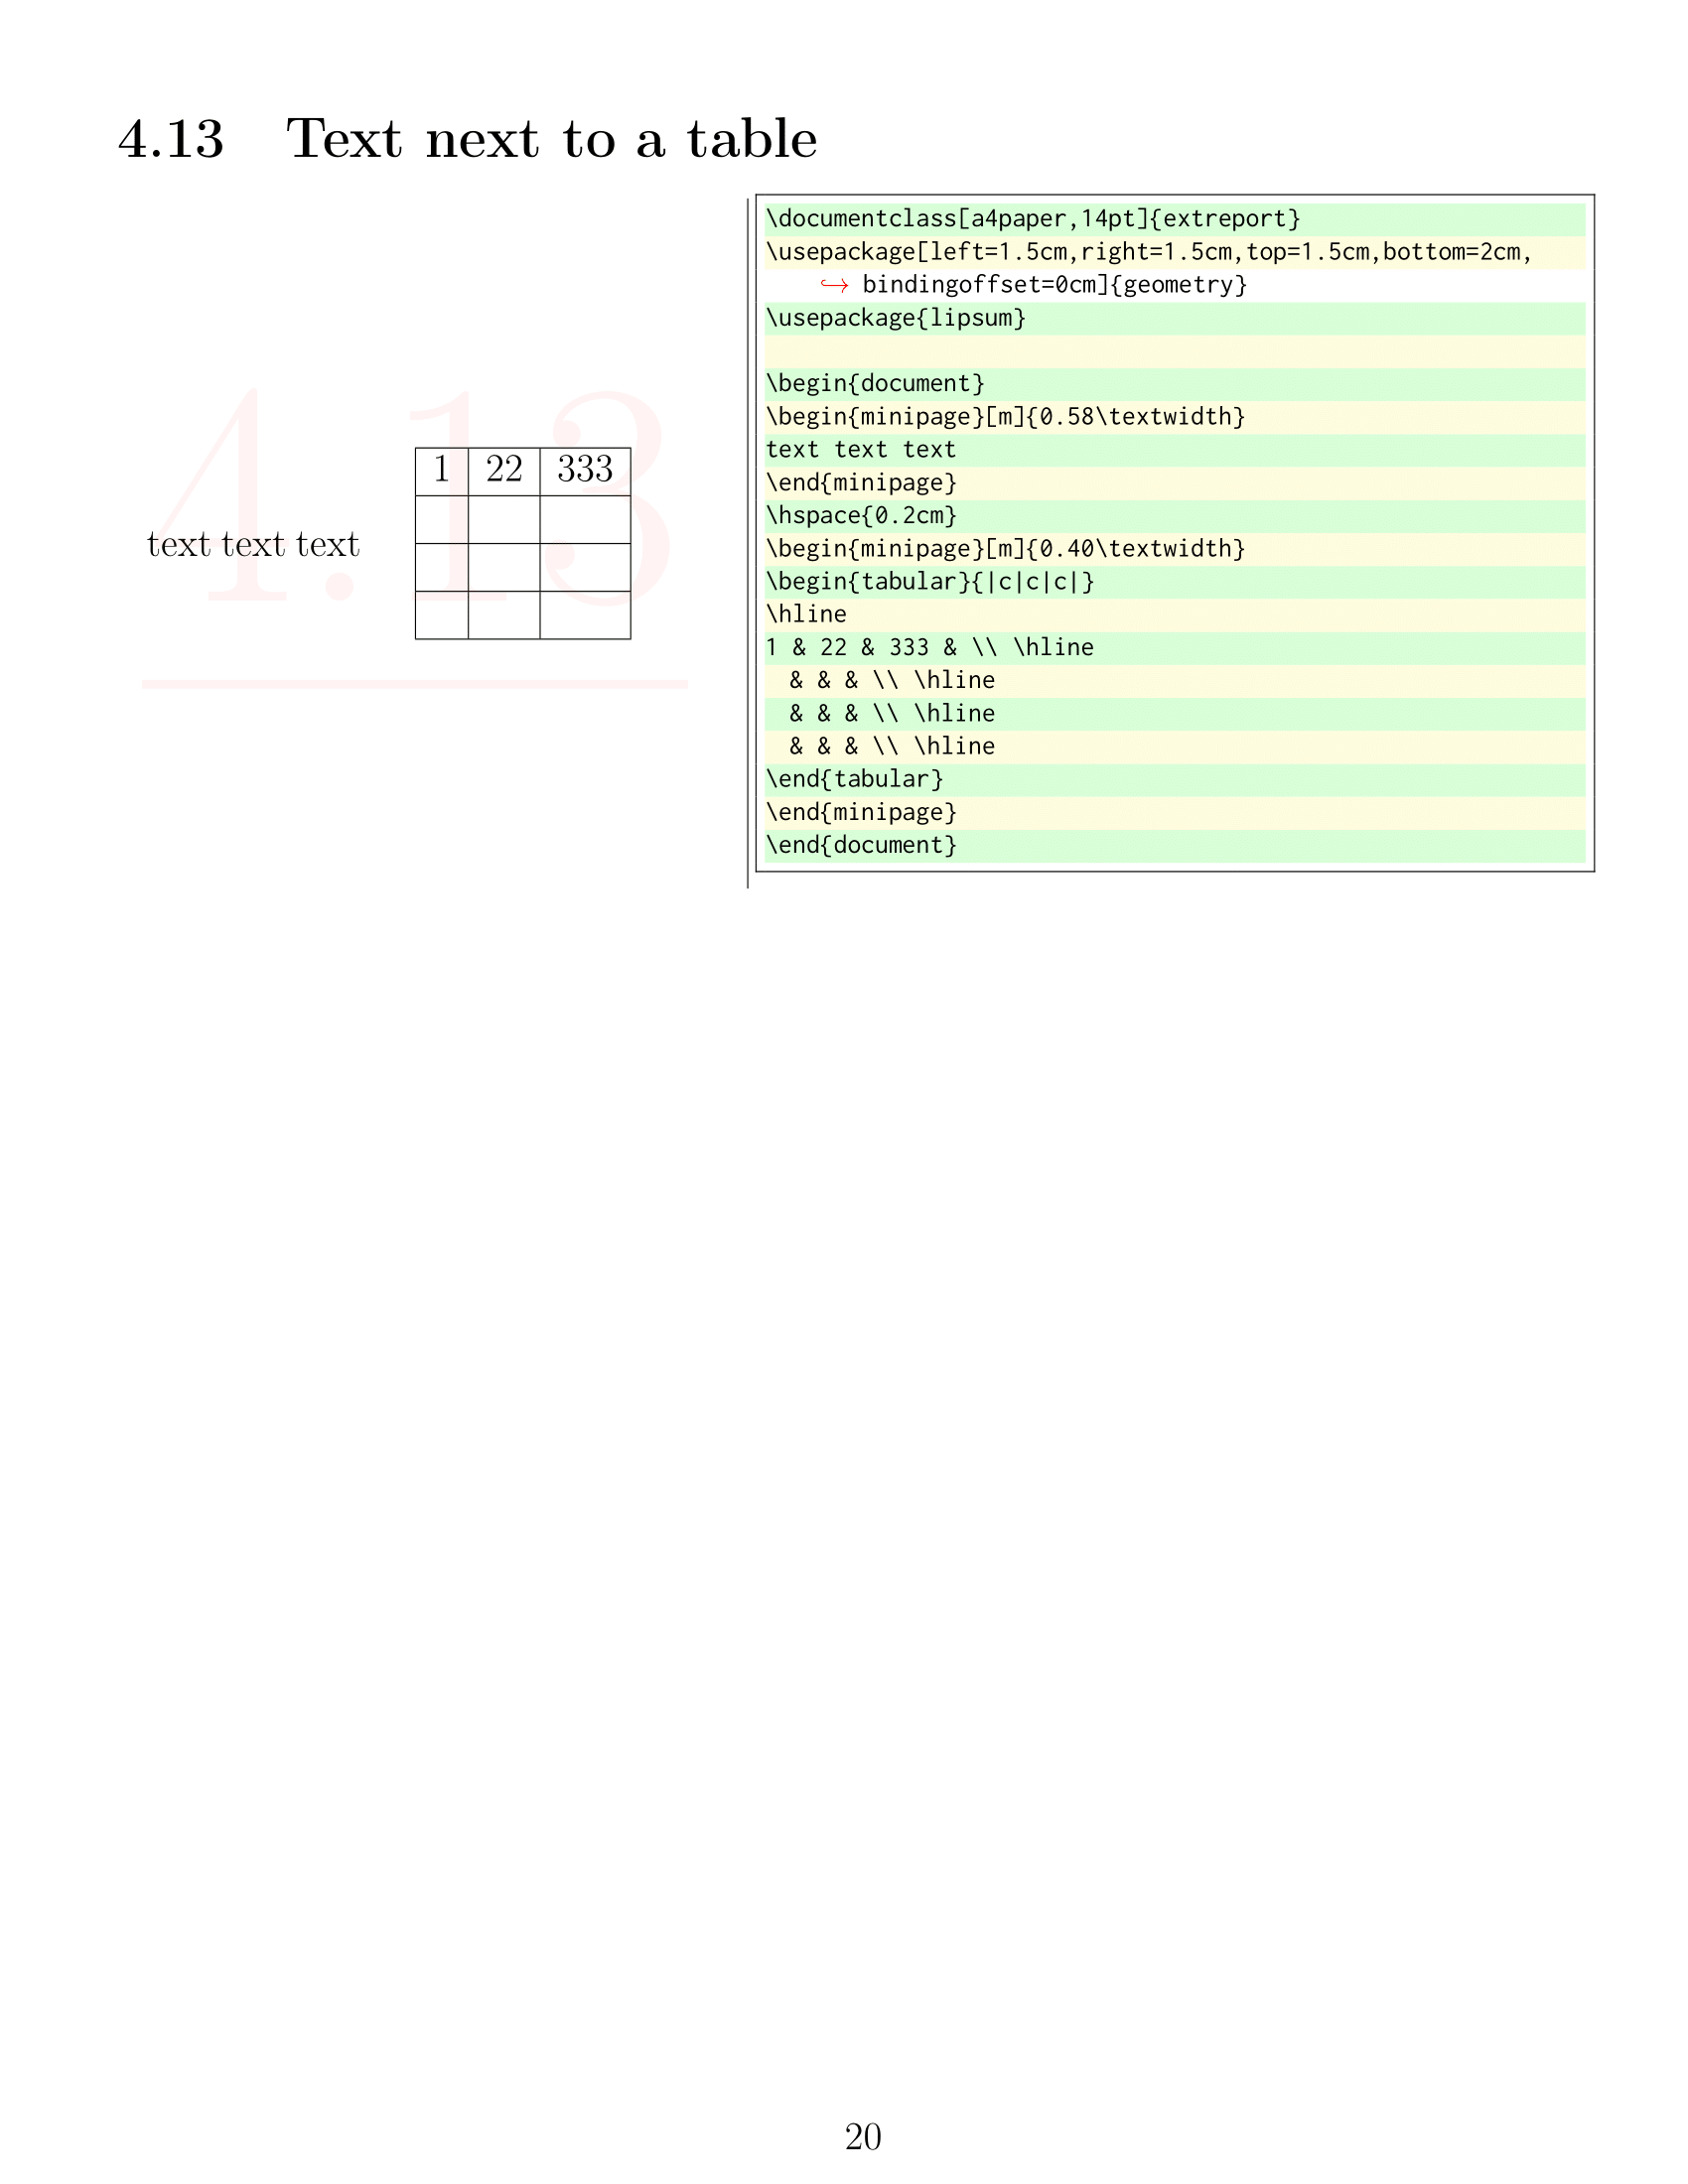 4.13 Text next to a table
4.13
text text text
1 22 333
\documentclass[a4paper,14pt]{extreport}
\usepackage[left=1.5cm,right=1.5cm,top=1.5cm,bottom=2cm,
↪ bindingoffset=0cm]{geometry}
\usepackage{lipsum}

\begin{document}
\begin{minipage}[m]{0.58\textwidth}
text text text
\end{minipage}
\hspace{0.2cm}
\begin{minipage}[m]{0.40\textwidth}
\begin{tabular}{|c|c|c|}
\hline
1 & 22 & 333 & \\ \hline
& & & \\ \hline
& & & \\ \hline
& & & \\ \hline
\end{tabular}
\end{minipage}
\end{document}
20